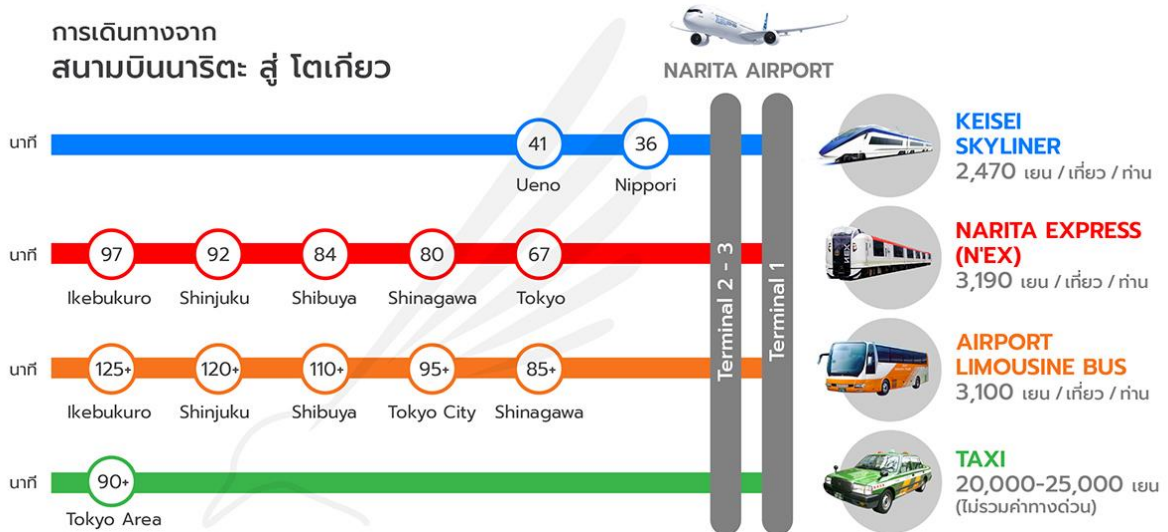 การเดินทางจาก
สนามบินนาริตะ สู่ โตเกียว
NARITA AIRPORT
นาที
41
36
Ueno
Nippori
KEISEI
SKYLINER
2,470 เยน / เที่ยว / ท่าน
นาที
97
92
84
80
67
Ikebukuro
Shinjuku
Shibuya
Shinagawa
Tokyo
NARITA EXPRESS
(N'EX)
3,190 เยน / เที่ยว / ท่าน
Terminal 2 - 3
Terminal 1
นาที
125+
120+
110+
95+
85+
Ikebukuro
Shinjuku
Shibuya
Tokyo City
Shinagawa
AIRPORT
LIMOUSINE BUS
3,100 เยน / เที่ยว / ท่าน
นาที
90+
Tokyo Area
TAXI
20,000-25,000 เยน
(ไม่รวมค่าทางด่วน)